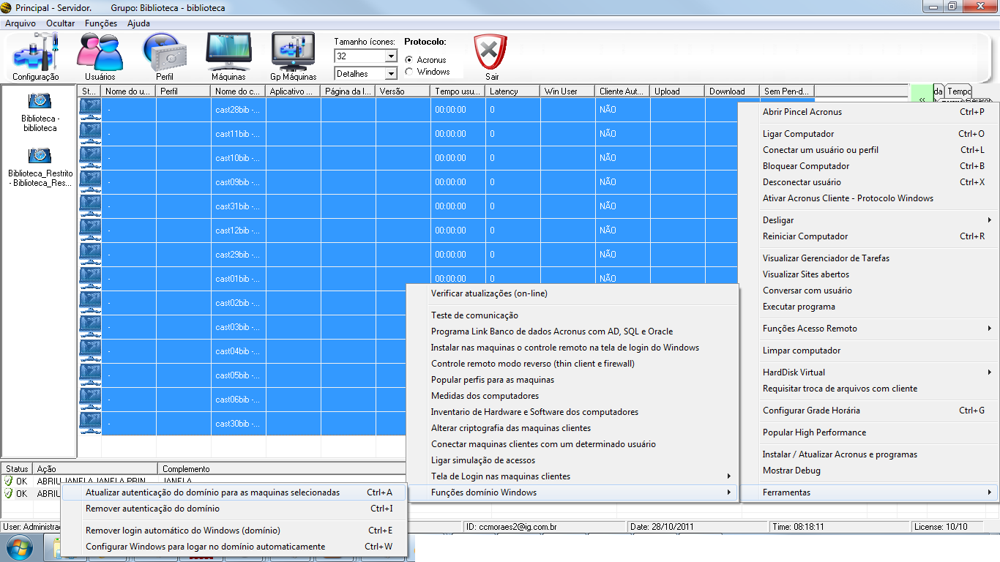 Principal - Servidor. Grupo: Biblioteca - biblioteca
Arquivo Ocultar Funções Ajuda
Configuração Usuários Perfil Máquinas Gp Máquinas
Tamanho ícones:
32
Detalhes
Protocolo:
Acronus
Windows
Sair
Biblioteca - biblioteca
Biblioteca_Restrito - Biblioteca_Res...
St... Nome do u... Perfil Nome do c... Aplicativo ... Página da I... Versão Tempo usu... Latency Win User Cliente Aut... Upload Download Sem Pen-d...
« da Tempo
- cast28bib -... 00:00:00 0 NÃO
- cast11bib -... 00:00:00 0 NÃO
- cast10bib -... 00:00:00 0 NÃO
- cast09bib -... 00:00:00 0 NÃO
- cast31bib -... 00:00:00 0 NÃO
- cast12bib -... 00:00:00 0 NÃO
- cast29bib -... 00:00:00 0 NÃO
- cast01bib -... 00:00:00 0 NÃO
- cast02bib -...
- cast03bib -...
- cast04bib -...
- cast05bib -...
- cast06bib -...
- cast30bib -...
Abrir Pincel Acronus Ctrl+P
Ligar Computador Ctrl+O
Conectar um usuário ou perfil Ctrl+L
Bloquear Computador Ctrl+B
Desconectar usuário Ctrl+X
Ativar Acronus Cliente - Protocolo Windows
Desligar
Reiniciar Computador Ctrl+R
Visualizar Gerenciador de Tarefas
Visualizar Sites abertos
Conversar com usuário
Executar programa
Funções Acesso Remoto
Limpar computador
HardDisk Virtual
Requisitar troca de arquivos com cliente
Configurar Grade Horária Ctrl+G
Popular High Performance
Instalar / Atualizar Acronus e programas
Mostrar Debug
Ferramentas
Verificar atualizações (on-line)
Teste de comunicação
Programa Link Banco de dados Acronus com AD, SQL e Oracle
Instalar nas maquinas o controle remoto na tela de login do Windows
Controle remoto modo reverso (thin client e firewall)
Popular perfis para as maquinas
Medidas dos computadores
Inventario de Hardware e Software dos computadores
Alterar criptografia das maquinas clientes
Conectar maquinas clientes com um determinado usuário
Ligar simulação de acessos
Tela de Login nas maquinas clientes
Funções domínio Windows
Status Ação Complemento
OK ABRIU JANELA JANELA PRIN JANELA
OK ABRIU
Atualizar autenticação do domínio para as maquinas selecionadas Ctrl+A
Remover autenticação do domínio Ctrl+I
Remover login automático do Windows (domínio) Ctrl+E
Configurar Windows para logar no domínio automaticamente Ctrl+W
User: Administra ID: ccmoraes2@ig.com.br Date: 28/10/2011 Time: 08:18:11 License: 10/10